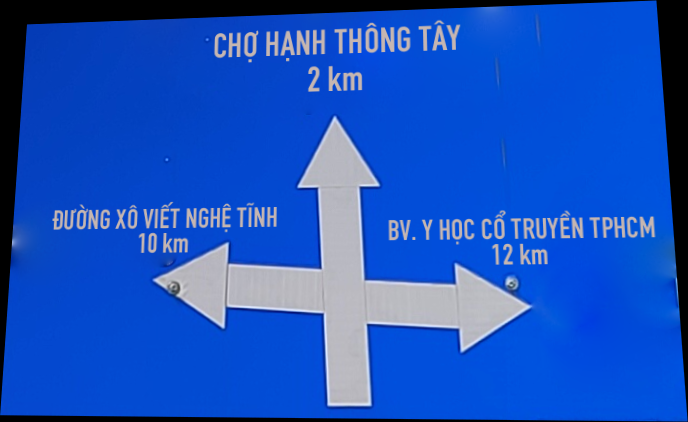 CHỢ HẠNH THÔNG TÂY
2 km
ĐƯỜNG XÔ VIẾT NGHỆ TĨNH
10 km
BV. Y HỌC CỔ TRUYỀN TPHCM
12 km